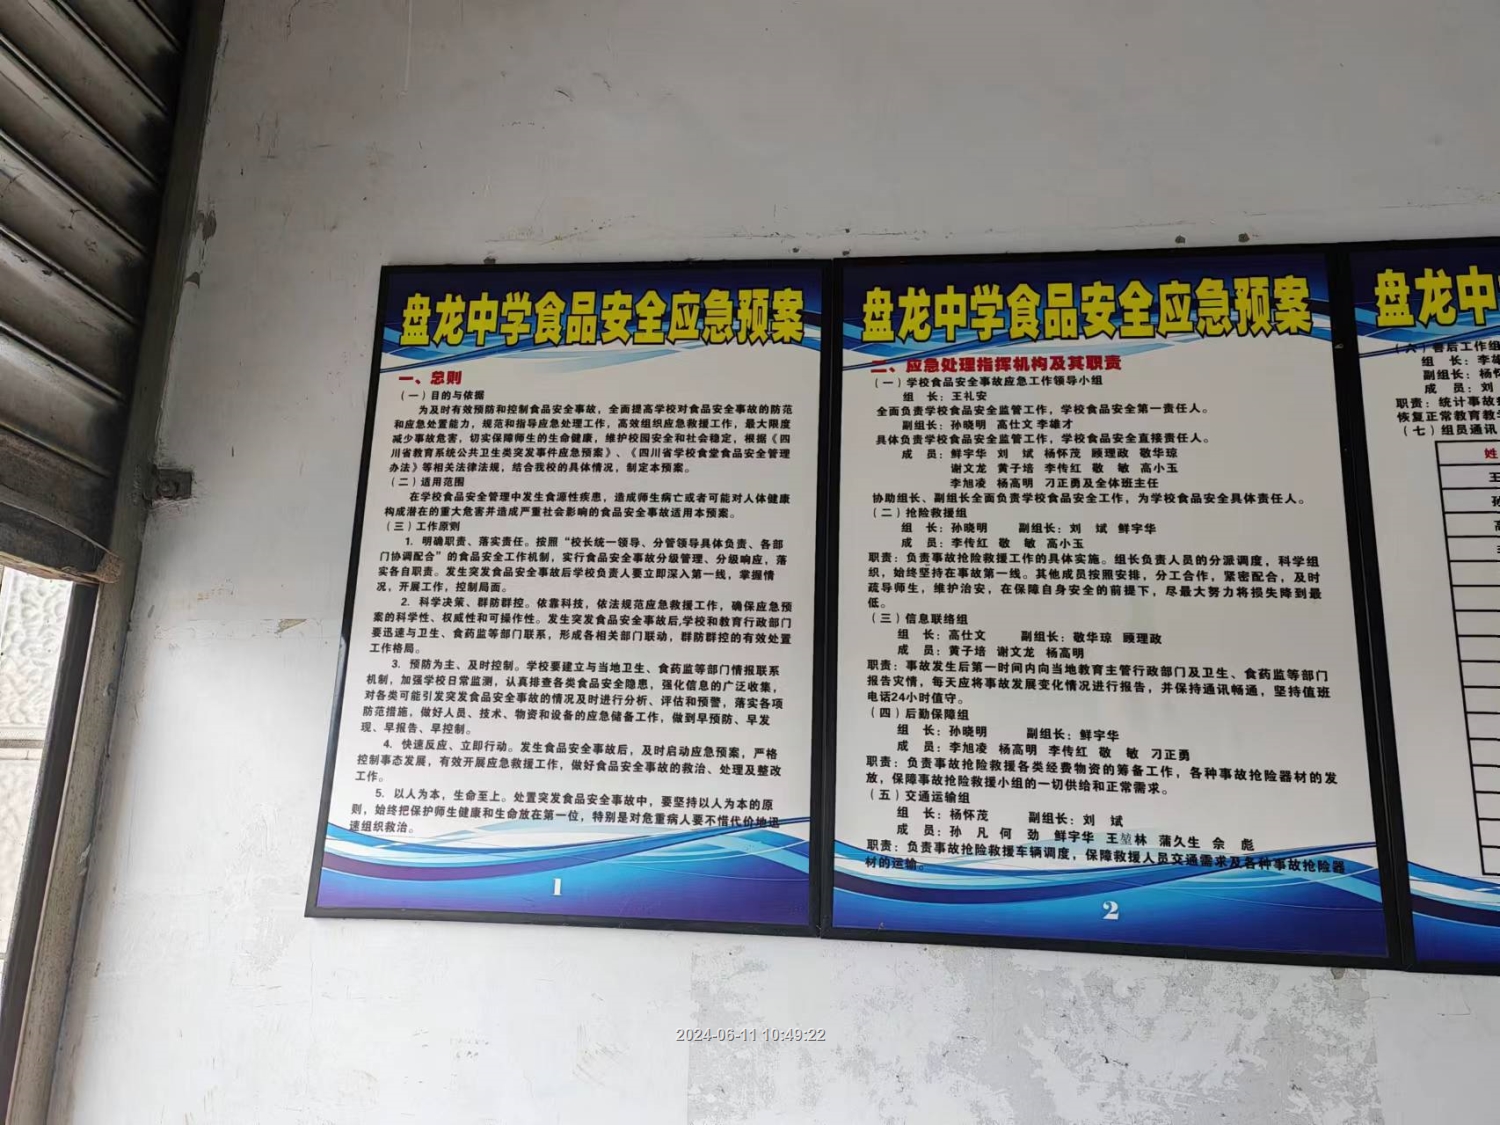 盘龙中学食品安全应急预案
一、总则
（一）目的与依据
为及时有效预防和控制食品安全事故，全面提高学校对食品安全事故的防范
和应急处置能力，规范和指导应急处理工作，高效组织应急救援工作，最大限度
减少事故危害，切实保障师生的生命健康，维护校园安全和社会稳定，根据《四
川省教育系统公共卫生类突发事件应急预案》、《四川省学校食堂食品安全管理
办法》等相关法律法规，结合我校的具体情况，制定本预案。
（二）适用范围
在学校食品安全管理中发生食源性疾患，造成师生病亡或者可能对人体健康
构成潜在的重大危害并造成严重社会影响的食品安全事故适用本预案。
（三）工作原则
1．明确职责、落实责任。按照“校长统一领导、分管领导具体负责、各部
门协调配合”的食品安全工作机制，实行食品安全事故分级管理、分级响应，落
实各自职责。发生突发食品安全事故后学校负责人要立即深入第一线，掌握情
况，开展工作，控制局面。
2．科学决策、群防群控。依靠科技，依法规范应急救援工作，确保应急预
案的科学性、权威性和可操作性。发生突发食品安全事故后,学校和教育行政部门
要迅速与卫生、食药监等部门联系，形成各相关部门联动，群防群控的有效处置
工作格局。
3．预防为主、及时控制。学校要建立与当地卫生、食药监等部门情报联系
机制，加强学校日常监测，认真排查各类食品安全隐患，强化信息的广泛收集，
对各类可能引发突发食品安全事故的情况及时进行分析、评估和预警，落实各项
防范措施，做好人员、技术、物资和设备的应急储备工作，做到早预防、早发
现、早报告、早控制。
4．快速反应、立即行动。发生食品安全事故后，及时启动应急预案，严格
控制事态发展，有效开展应急救援工作，做好食品安全事故的救治、处理及整改
工作。
5．以人为本，生命至上。处置突发食品安全事故中，要坚持以人为本的原
则，始终把保护师生健康和生命放在第一位，特别是对危重病人要不惜代价地迅
速组织救治。
1
盘龙中学食品安全应急预案
二、应急处理指挥机构及其职责
（一）学校食品安全事故应急工作领导小组
组　长：王礼安
全面负责学校食品安全监管工作，学校食品安全第一责任人。
副组长：孙晓明　高仕文 李雄才
具体负责学校食品安全监管工作，学校食品安全直接责任人。
成　员：鲜宇华　刘　斌　杨怀茂　顾理政　敬华琼
谢文龙　黄子培　李传红　敬　敏　高小玉
李旭凌　杨高明　刁正勇及全体班主任
协助组长、副组长全面负责学校食品安全工作，为学校食品安全具体责任人。
（二）抢险救援组
组　长：孙晓明　　副组长：刘　斌　鲜宇华
成　员：李传红　敬　敏　高小玉
职责：负责事故抢险救援工作的具体实施。组长负责人员的分派调度，科学组
织，始终坚持在事故第一线。其他成员按照安排，分工合作，紧密配合，及时
疏导师生，维护治安，在保障自身安全的前提下，尽最大努力将损失降到最
低。
（三）信息联络组
组　长：高仕文　　副组长：敬华琼　顾理政
成　员：黄子培　谢文龙　杨高明
职责：事故发生后第一时间内向当地教育主管行政部门及卫生、食药监等部门
报告灾情，每天应将事故发展变化情况进行报告，并保持通讯畅通，坚持值班
电话24小时值守。
（四）后勤保障组
组　长：孙晓明　　副组长：鲜宇华
成　员：李旭凌　杨高明　李传红　敬　敏　刁正勇
职责：负责事故抢险救援各类经费物资的筹备工作，各种事故抢险器材的发
放，保障事故抢险救援小组的一切供给和正常需求。
（五）交通运输组
组　长：杨怀茂　　副组长：刘　斌
成　员：孙　凡　何　劲　鲜宇华　王堃林　蒲久生　余　彪
职责：负责事故抢险救援车辆调度，保障救援人员交通需求及各种事故抢险器
材的运输。
2
盘龙中
（六）善后工作组
组　长：李雄
副组长：杨怀
成　员：刘
职责：统计事故
恢复正常教育教
（七）组员通讯
姓
王
孙
高
李
2024-06-11 10:49:22